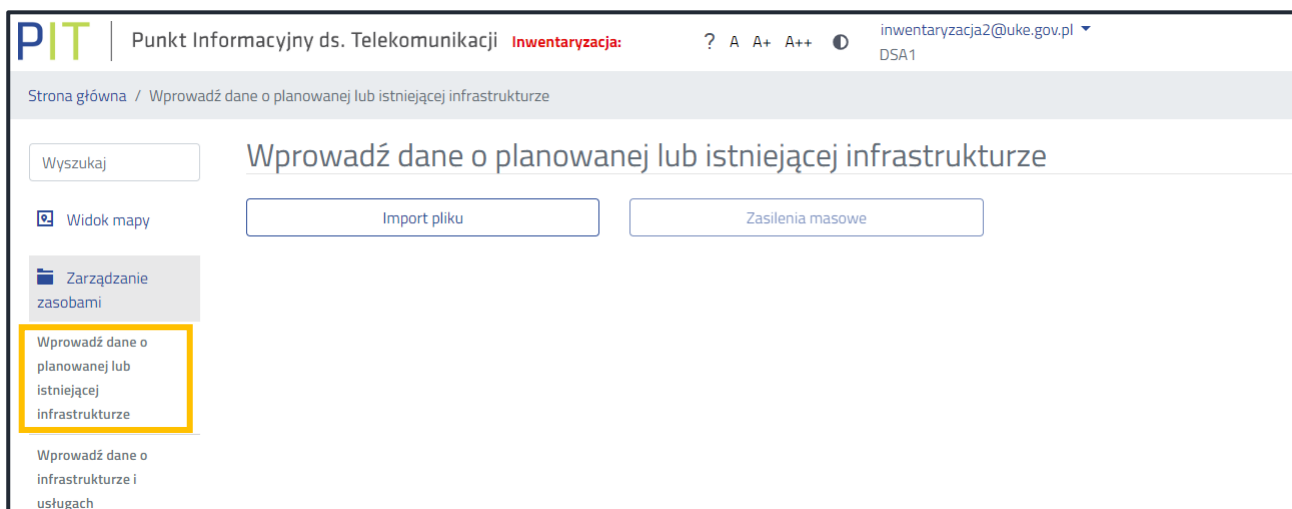 PIT Punkt Informacyjny ds. Telekomunikacji Inwentaryzacja: ? A A+ A++ inwentaryzacja2@uke.gov.pl
DSA1
Strona główna / Wprowadź dane o planowanej lub istniejącej infrastrukturze
Wyszukaj
Wprowadź dane o planowanej lub istniejącej infrastrukturze
Widok mapy
Import pliku
Zasilenia masowe
Zarządzanie
zasobami
Wprowadź dane o
planowanej lub
istniejącej
infrastrukturze
Wprowadź dane o
infrastrukturze i
usługach